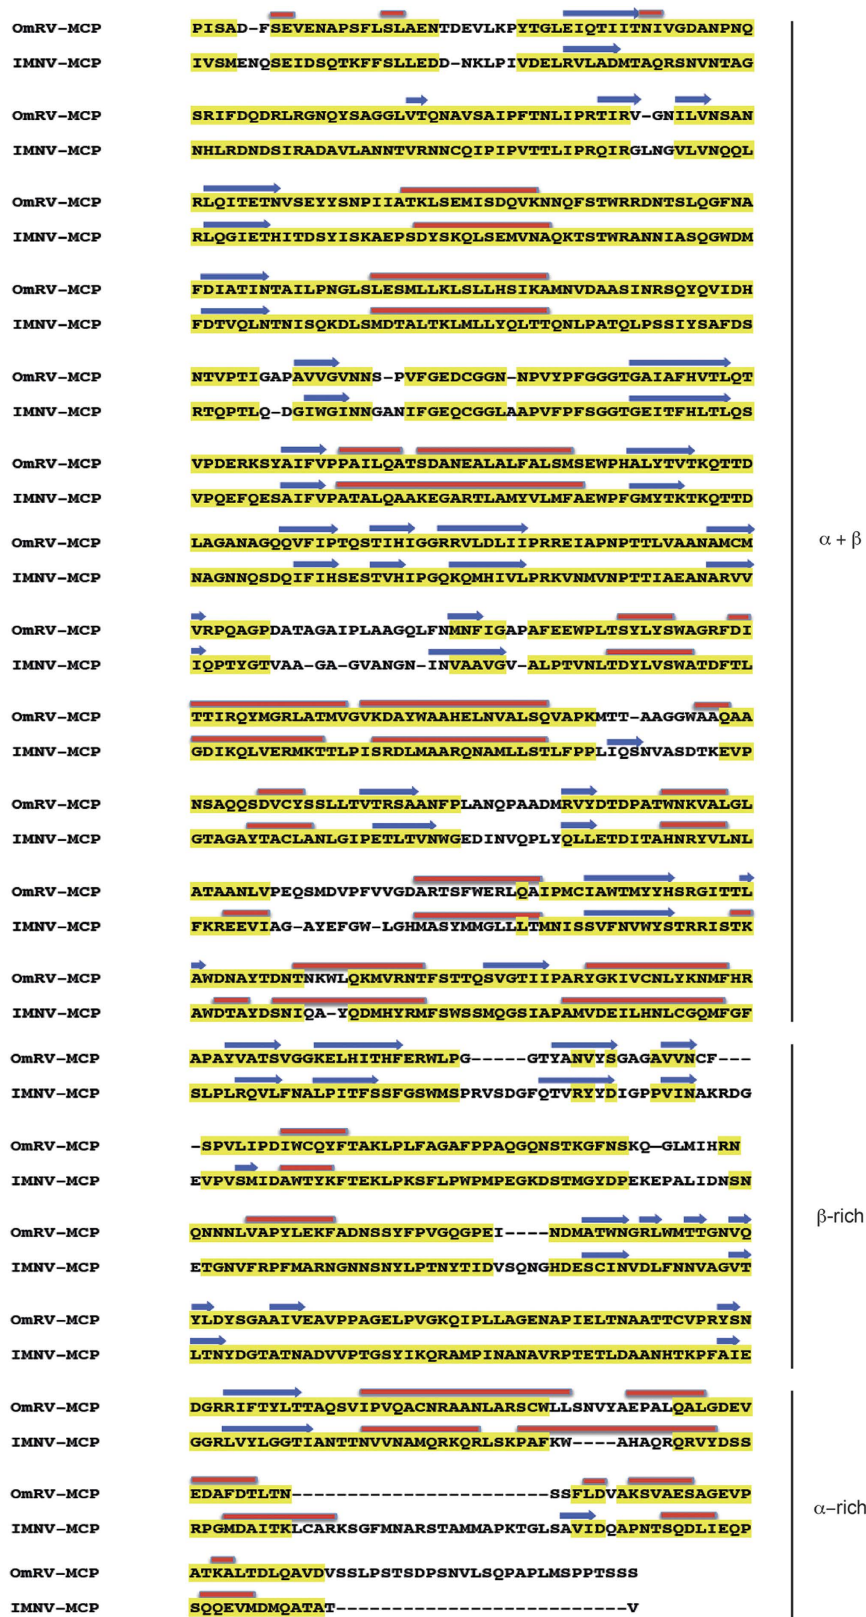 OmRV-MCP PISAD-FSEVENAPSFLSLAENTDEVLKPYTGLEIQTIITNIVGDANPNQ
IMNV-MCP IVSMENQSEIDSQTKFFSLLEDD-NKLPIVDELRVLADMTAQRSNVNTAG
OmRV-MCP SRIFDQDRLRGNQYSAGGLVTQNAVSAIPFTNLIPRTIRV-GNILVNSAN
IMNV-MCP NHLRDNDSIRADAVLANNTVRNNCQIPIPVTTLIPRQIRGLNGVLVNQQL
OmRV-MCP RLQITETNVSEYYSNPIIATKLSEMISDQVKNNQFSTWRRDNTSLQGFNA
IMNV-MCP RLQGIETHITDSYISKAEPSDYSKQLSEMVNAQKTSTWRANNIASQGWDM
OmRV-MCP FDIATINTAILPNGLSLESMLLKLSLLHSIKAMNVDAASINRSQYQVIDH
IMNV-MCP FDTVQLNTNISQKDLSMDTALTKLMLLYQLTTQNLPATQLPSSIYSAFDS
OmRV-MCP NTVPTIGAPAVVGVNNS-PVFGEDCGGN-NPVYPFGGGTGAIAFHVTLQT
IMNV-MCP RTQPTLQ-DGIWGINNGANIFGEQCGGLAAPVFPFSGGTGEITFHLTLQS
OmRV-MCP VPDERKSYAIFVPPAILQATSDANEALALFALSMSEWPHALYTVTKQTTD
IMNV-MCP VPQEFQESAIFVPATALQAAKEGARTLAMYVLMFAEWPFGMYTKTKQTTD
OmRV-MCP LAGANAGQQVFIPTQSTIHIGGRRVLDLIIPRREIAPNPTTLVAANAMCM
IMNV-MCP NAGNNQSDQIFIHSESTVHIPGQKQMHIVLPRKVNMVNPTTIAEANARVV
α + β
OmRV-MCP VRPQAGPDATAGAIPLAAGQLFNMNFIGAPAFEEWPLTSYLYSWAGRFDI
IMNV-MCP IQPTYGTVAA-GA-GVANGN-INVAAVGV-ALPTVNLTDYLVSWATDFTL
OmRV-MCP TTIRQYMGRLATMVGVKDAYWAAHELNVALSQVAPKMTT-AAGGWAAQAA
IMNV-MCP GDIKQLVERMKTTLPISRDLMAARQNAMLLSTLFPPLIQSNVASDTKEVP
OmRV-MCP NSAQQSDVCYSSLLTVTRSAANFPLANQPAADMRVYDTDPATWNKVALGL
IMNV-MCP GTAGAYTACLANLGIPETLTVNWGEDINVQPLYQLLETDITAHNRYVLNL
OmRV-MCP ATAANLVPEQSMDVPFVVGDARTSFWERLQAIPMCIAWTMYYHSRGITTL
IMNV-MCP FKREEVIAG-AYEFGW-LGHMASYMMGLLLTMNISSVFNVWYSTRRISTK
OmRV-MCP AWDNAYTDNTNKWLQKMVRNTFSTTQSVGTIIPARYGKIVCNLYKNMFHR
IMNV-MCP AWDTAYDSNIQA-YQDMHYRMFSWSSMQGSIAPAMVDEILHNLCGQMFGF
OmRV-MCP APAYVATSVGGKELHITHFERWLPG-----GTYANVYSGAGAVVNCF---
IMNV-MCP SLPLRQVLFNALPITFSSFGSWMSPRVSDGFQTVRYYDIGPPVINAKRDG
OmRV-MCP -SPVLIPDIWCQYFTAKLPLFAGAFPPAQGQNSTKGFNSKQ-GLMIHRN
IMNV-MCP EVPVSMIDAWTYKFTEKLPKSFLPWPMPEGKDSTMGYDPEKEPALIDNSN
β-rich
OmRV-MCP QNNNLVAPYLEKFADNSSYFPVGQGPEI----NDMATWNGRLWMTTGNVQ
IMNV-MCP ETGNVFRPFMARNGNNSNYLPTNYTIDVSQNGHDESCINVDLFNNVAGVT
OmRV-MCP YLDYSGAAIVEAVPPAGELPVGKQIPLLAGENAPIELTNAATTCVPRYSN
IMNV-MCP LTNYDGTATNADVVPTGSYIKQRAMPINANAVRPTETLDAANHTKPFAIE
OmRV-MCP DGRRIFTYLTTAQSVIPVQACNRAANLARSCWLLSNVYAEPALQALGDEV
IMNV-MCP GGRLVYLGGTIANTTNVVNAMQRKQRLSKPAFKW----AHAQRQRVYDSS
OmRV-MCP EDAFDTLTN-----------------------SSFLDVAKSVAESAGEVP
IMNV-MCP RPGMDAITKLCARKSGFMNARSTAMMAPKTGLSAVIDQAPNTSQDLIEQP
α-rich
OmRV-MCP ATKALTDLQAVDVSSLPSTSDPSNVLSQPAPLMSPPTSSS
IMNV-MCP SQQEVMDMQATAT--------------------------V